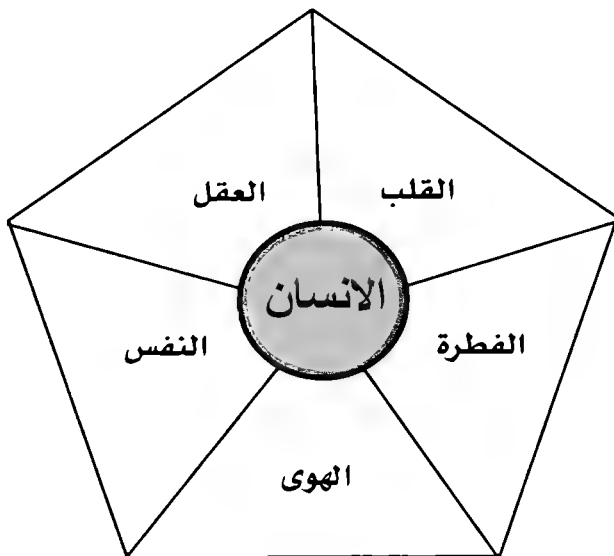 القلب
العقل
الانسان
الفطرة
النفس
الهوى